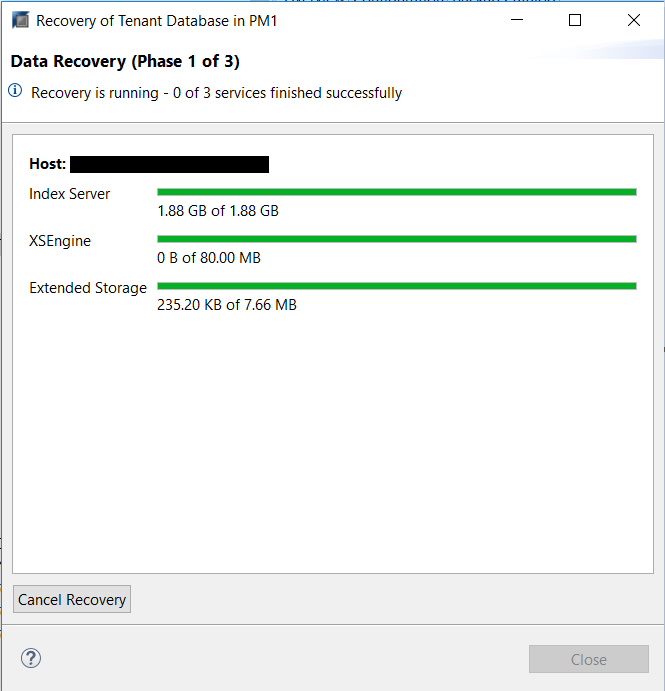 Recovery of Tenant Database in PM1
Data Recovery (Phase 1 of 3)
Recovery is running - 0 of 3 services finished successfully
Host:
Index Server
1.88 GB of 1.88 GB
XSEngine
0 B of 80.00 MB
Extended Storage
235.20 KB of 7.66 MB
Cancel Recovery
?
Close